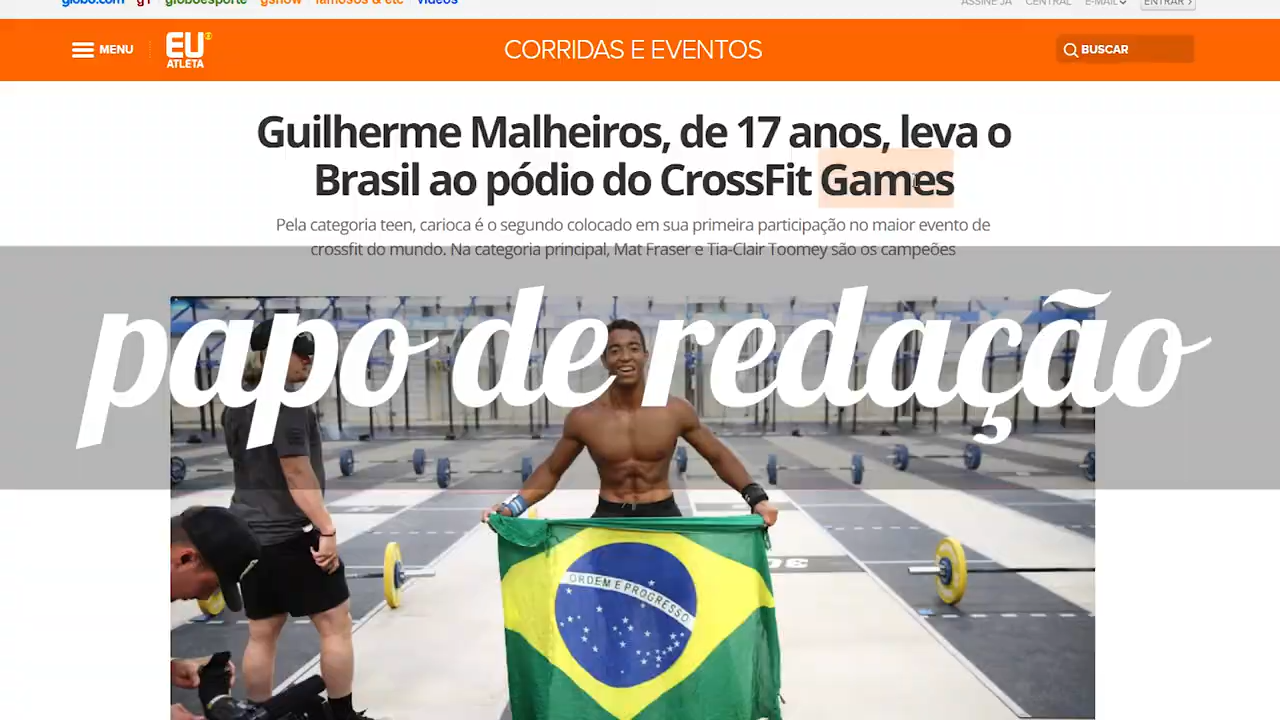 globo.com g1 globoesporte gshow famosos & etc vídeos
ASSINE JÁ CENTRAL E-MAIL ENTRAR
MENU
EU
ATLETA
CORRIDAS E EVENTOS
BUSCAR
Guilherme Malheiros, de 17 anos, leva o
Brasil ao pódio do CrossFit Games
Pela categoria teen, carioca é o segundo colocado em sua primeira participação no maior evento de
crossfit do mundo. Na categoria principal, Mat Fraser e Tia-Clair Toomey são os campeões
papo de redação
30
ORDEM E PROGRESSO